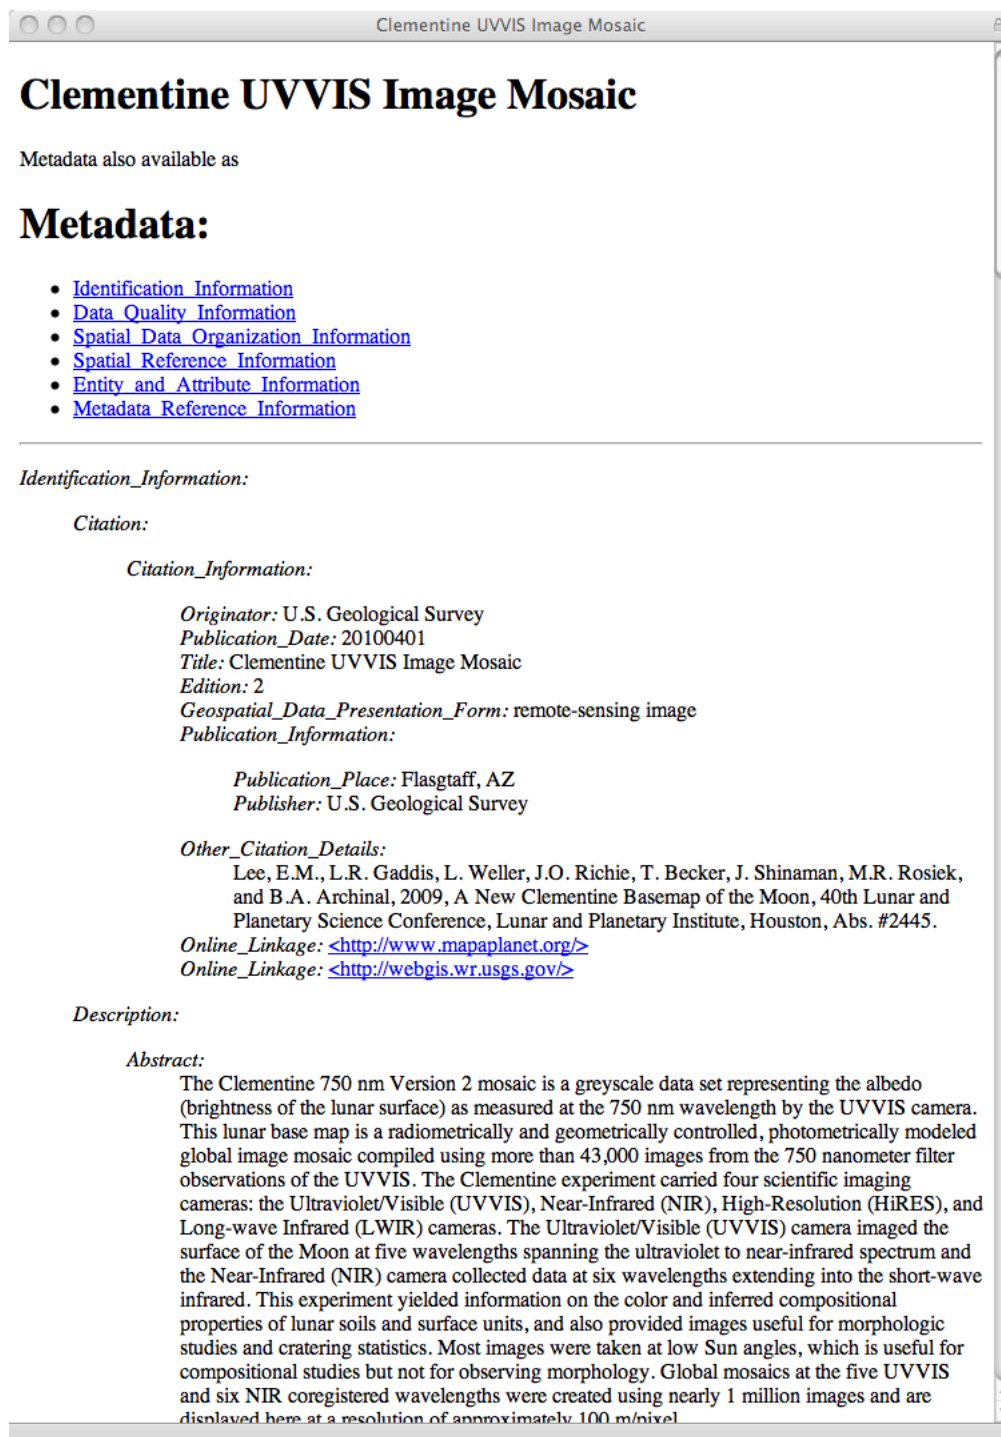 Clementine UVVIS Image Mosaic
Clementine UVVIS Image Mosaic
Metadata also available as
Metadata:
Identification_Information
Data_Quality_Information
Spatial_Data_Organization_Information
Spatial_Reference_Information
Entity_and_Attribute_Information
Metadata_Reference_Information
Identification_Information:
Citation:
Citation_Information:
Originator: U.S. Geological Survey
Publication_Date: 20100401
Title: Clementine UVVIS Image Mosaic
Edition: 2
Geospatial_Data_Presentation_Form: remote-sensing image
Publication_Information:
Publication_Place: Flasgtaff, AZ
Publisher: U.S. Geological Survey
Other_Citation_Details:
Lee, E.M., L.R. Gaddis, L. Weller, J.O. Richie, T. Becker, J. Shinaman, M.R. Rosiek,
and B.A. Archinal, 2009, A New Clementine Basemap of the Moon, 40th Lunar and
Planetary Science Conference, Lunar and Planetary Institute, Houston, Abs. #2445.
Online_Linkage: <http://www.mapaplanet.org/>
Online_Linkage: <http://webgis.wr.usgs.gov/>
Description:
Abstract:
The Clementine 750 nm Version 2 mosaic is a greyscale data set representing the albedo
(brightness of the lunar surface) as measured at the 750 nm wavelength by the UVVIS camera.
This lunar base map is a radiometrically and geometrically controlled, photometrically modeled
global image mosaic compiled using more than 43,000 images from the 750 nanometer filter
observations of the UVVIS. The Clementine experiment carried four scientific imaging
cameras: the Ultraviolet/Visible (UVVIS), Near-Infrared (NIR), High-Resolution (HiRES), and
Long-wave Infrared (LWIR) cameras. The Ultraviolet/Visible (UVVIS) camera imaged the
surface of the Moon at five wavelengths spanning the ultraviolet to near-infrared spectrum and
the Near-Infrared (NIR) camera collected data at six wavelengths extending into the short-wave
infrared. This experiment yielded information on the color and inferred compositional
properties of lunar soils and surface units, and also provided images useful for morphologic
studies and cratering statistics. Most images were taken at low Sun angles, which is useful for
compositional studies but not for observing morphology. Global mosaics at the five UVVIS
and six NIR coregistered wavelengths were created using nearly 1 million images and are
displayed here at a resolution of approximately 100 m/pixel